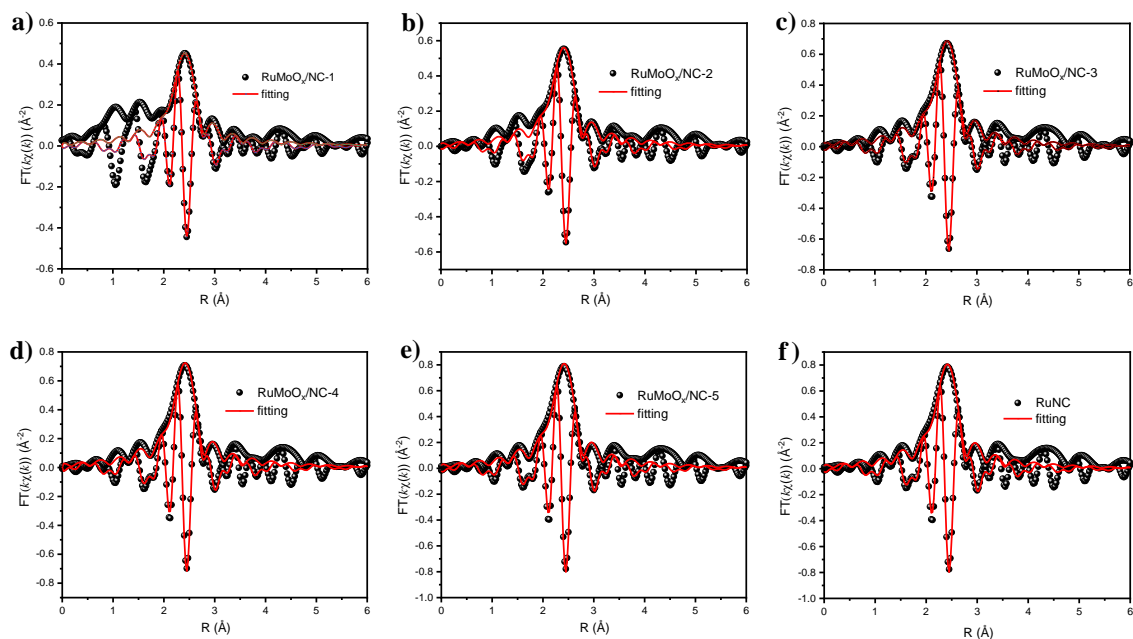 a)
0.6
0.4
0.2
0.0
-0.2
-0.4
-0.6
FT(kχ(k)) (Å⁻²)
RuMoOₓ/NC-1
fitting
0 1 2 3 4 5 6
R (Å)
b)
0.6
0.4
0.2
0.0
-0.2
-0.4
-0.6
FT(kχ(k)) (Å⁻²)
RuMoOₓ/NC-2
fitting
0 1 2 3 4 5 6
R (Å)
c)
0.8
0.6
0.4
0.2
0.0
-0.2
-0.4
-0.6
-0.8
FT(kχ(k)) (Å⁻²)
RuMoOₓ/NC-3
fitting
0 1 2 3 4 5 6
R (Å)
d)
0.8
0.6
0.4
0.2
0.0
-0.2
-0.4
-0.6
-0.8
FT(kχ(k)) (Å⁻²)
RuMoOₓ/NC-4
fitting
0 1 2 3 4 5 6
R (Å)
e)
0.8
0.6
0.4
0.2
0.0
-0.2
-0.4
-0.6
-0.8
-1.0
FT(kχ(k)) (Å⁻²)
RuMoOₓ/NC-5
fitting
0 1 2 3 4 5 6
R (Å)
f)
0.8
0.6
0.4
0.2
0.0
-0.2
-0.4
-0.6
-0.8
-1.0
FT(kχ(k)) (Å⁻²)
RuNC
fitting
0 1 2 3 4 5 6
R (Å)